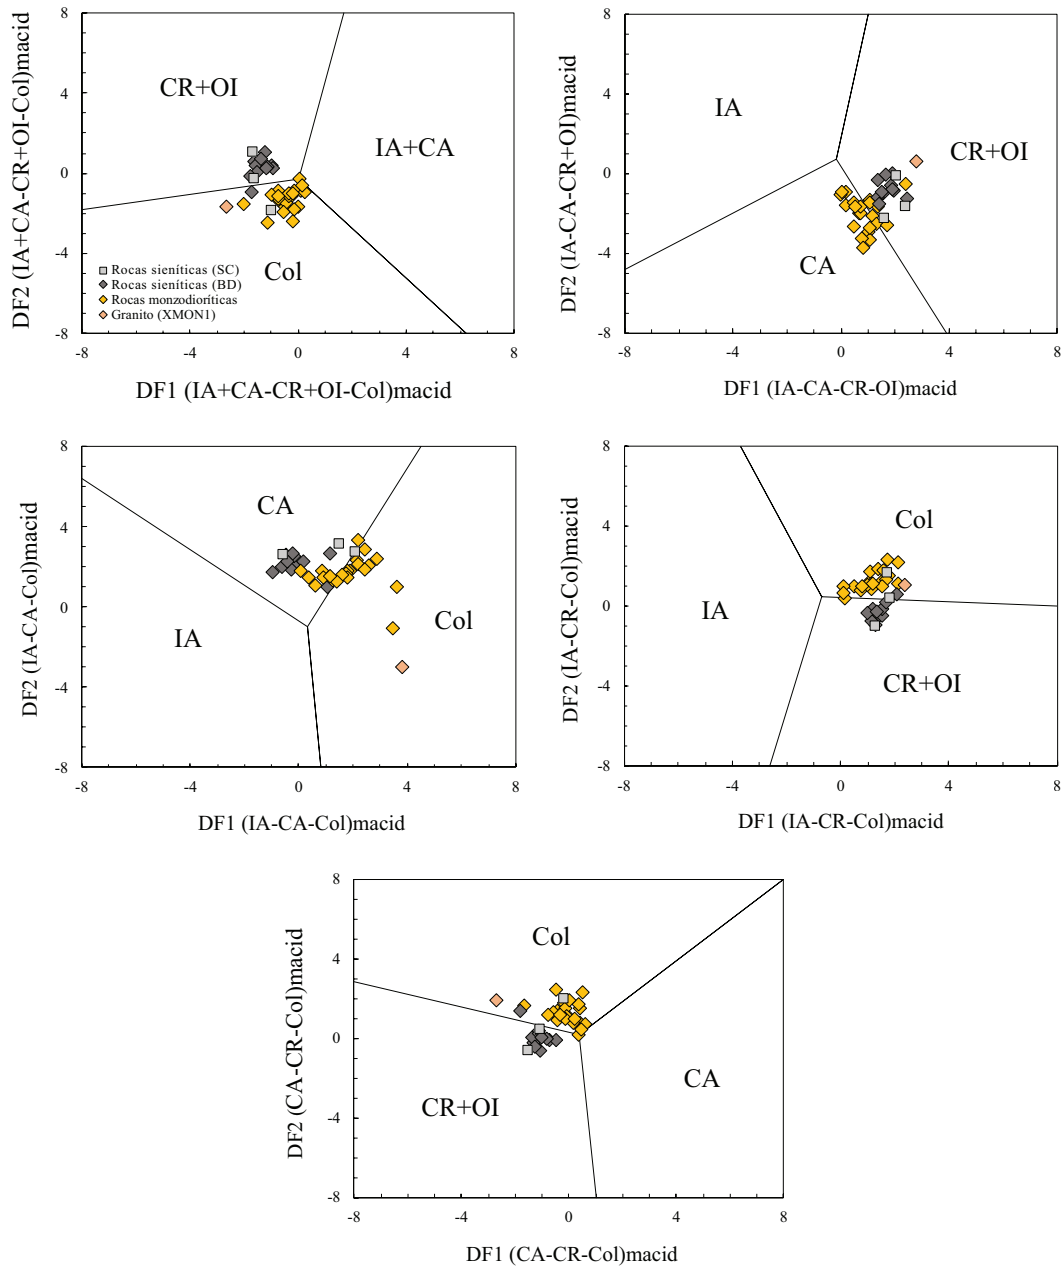 8
4
0
-4
-8
-8
-4
0
4
8
DF2 (IA+CA-CR+OI-Col)macid
DF1 (IA+CA-CR+OI-Col)macid
CR+OI
IA+CA
Col
Rocas sieníticas (SC)
Rocas sieníticas (BD)
Rocas monzodioríticas
Granito (XMON1)
8
4
0
-4
-8
-8
-4
0
4
8
DF2 (IA-CA-CR+OI)macid
DF1 (IA-CA-CR-OI)macid
IA
CR+OI
CA
8
4
0
-4
-8
-8
-4
0
4
8
DF2 (IA-CA-Col)macid
DF1 (IA-CA-Col)macid
CA
IA
Col
8
4
0
-4
-8
-8
-4
0
4
8
DF2 (IA-CR-Col)macid
DF1 (IA-CR-Col)macid
Col
IA
CR+OI
8
4
0
-4
-8
-8
-4
0
4
8
DF2 (CA-CR-Col)macid
DF1 (CA-CR-Col)macid
Col
CR+OI
CA